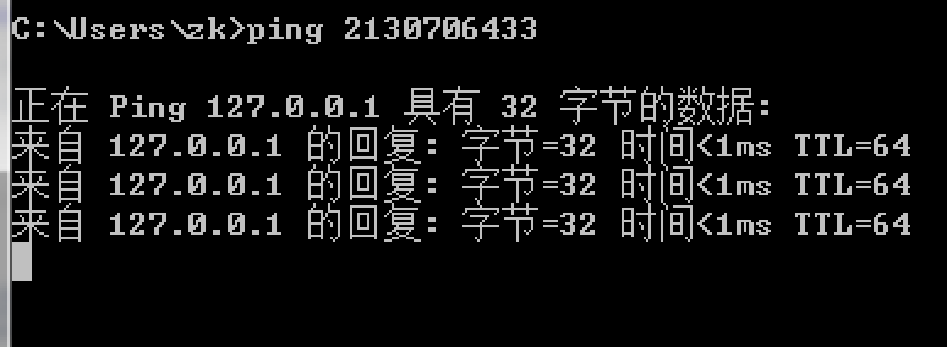 C:\Users\zk>ping 2130706433
正在 Ping 127.0.0.1 具有 32 字节的数据:
来自 127.0.0.1 的回复: 字节=32 时间<1ms TTL=64
来自 127.0.0.1 的回复: 字节=32 时间<1ms TTL=64
来自 127.0.0.1 的回复: 字节=32 时间<1ms TTL=64